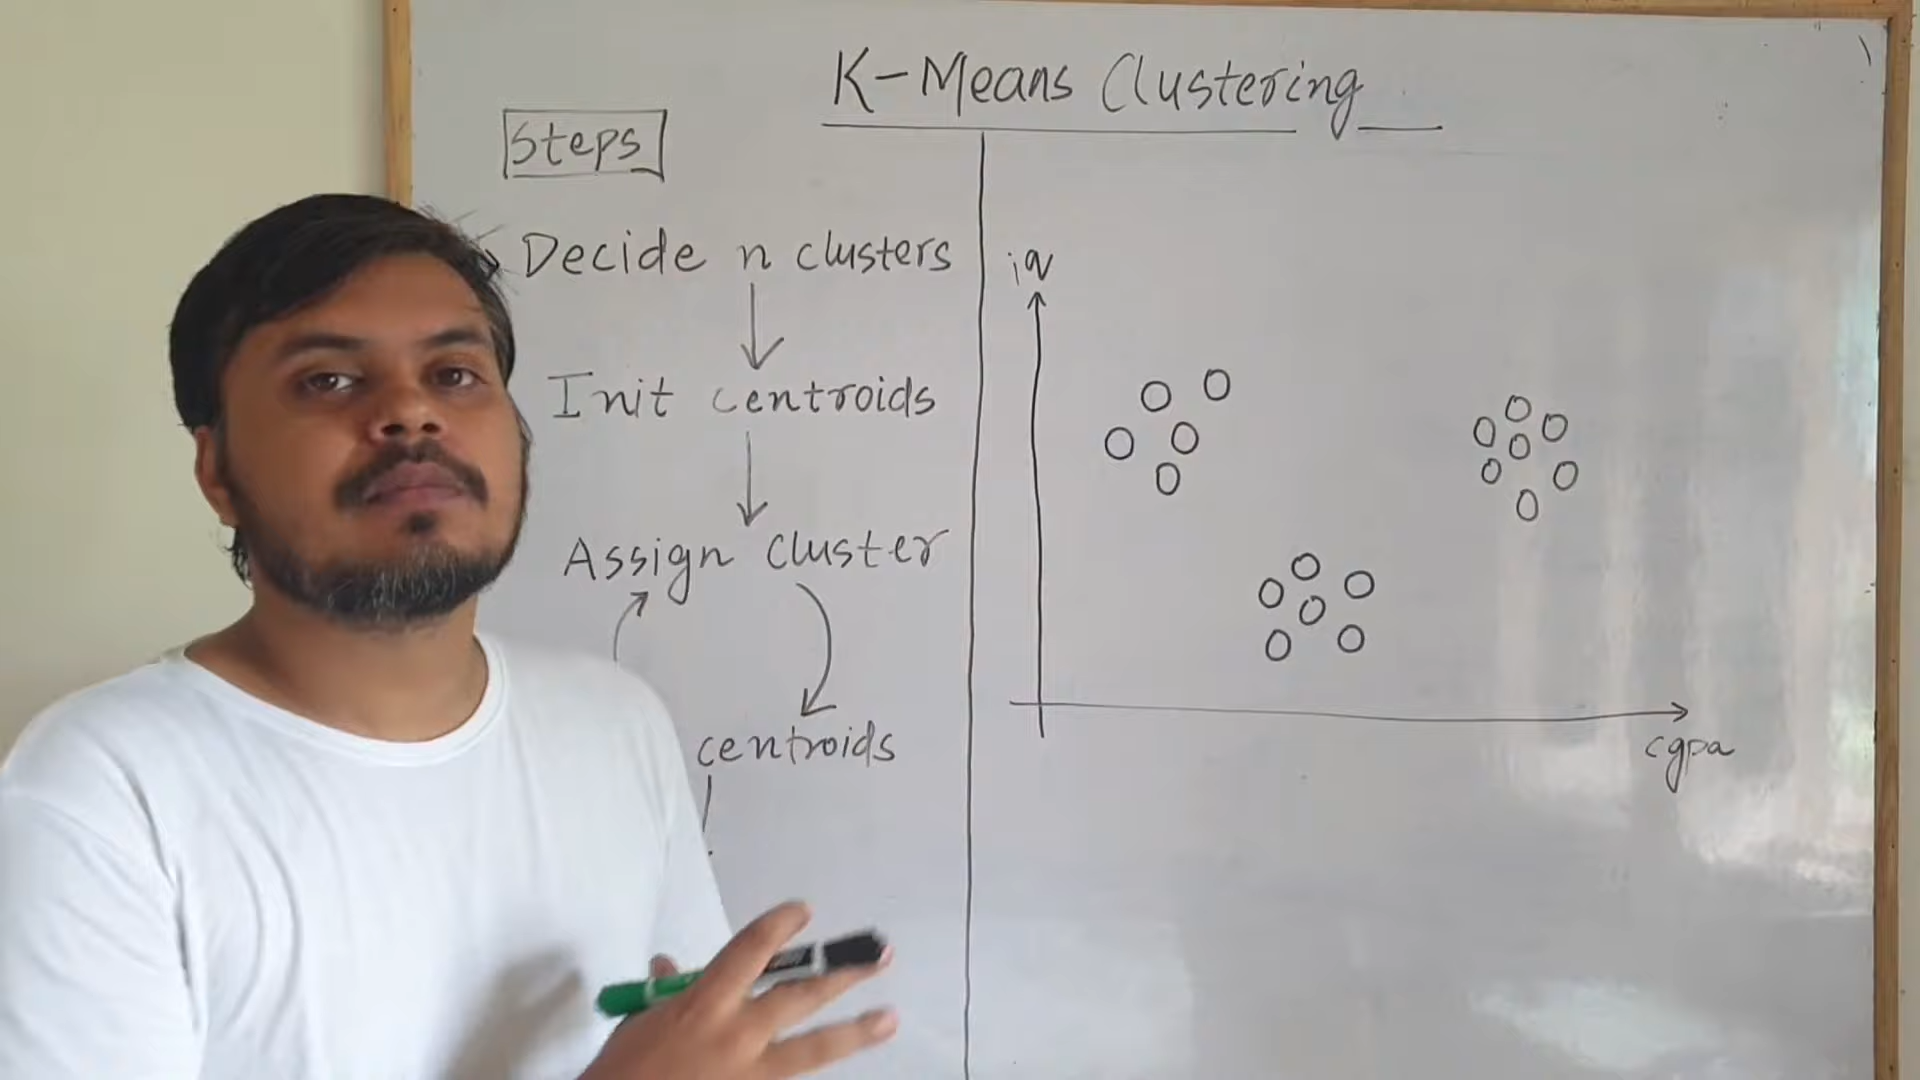 K-Means Clustering
Steps
Decide n clusters
Init centroids
Assign cluster
centroids
iq
cgpa